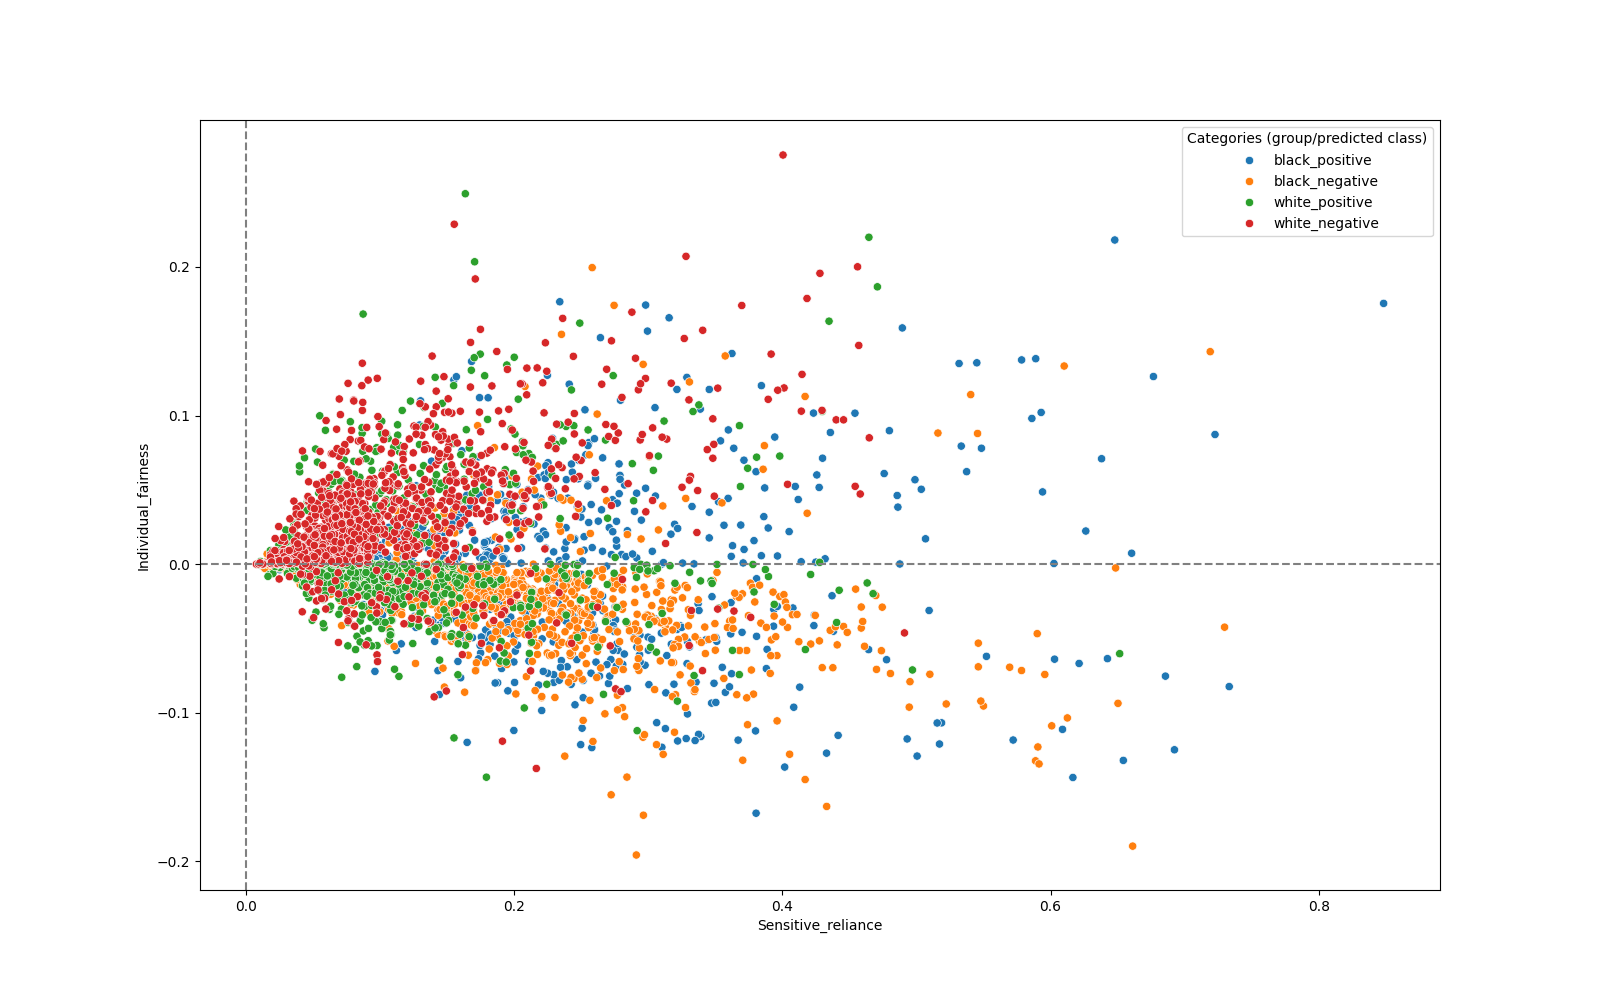 Categories (group/predicted class)
black_positive
black_negative
white_positive
white_negative
0.2
0.1
0.0
−0.1
−0.2
Individual_fairness
0.0
0.2
0.4
0.6
0.8
Sensitive_reliance